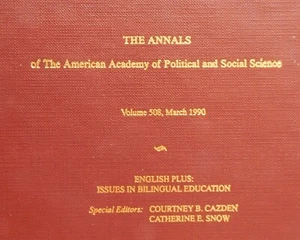 THE ANNALS
of The American Academy of Political and Social Science
Volume 508, March 1990
ENGLISH PLUS:
ISSUES IN BILINGUAL EDUCATION
Special Editors: COURTNEY B. CAZDEN
CATHERINE E. SNOW